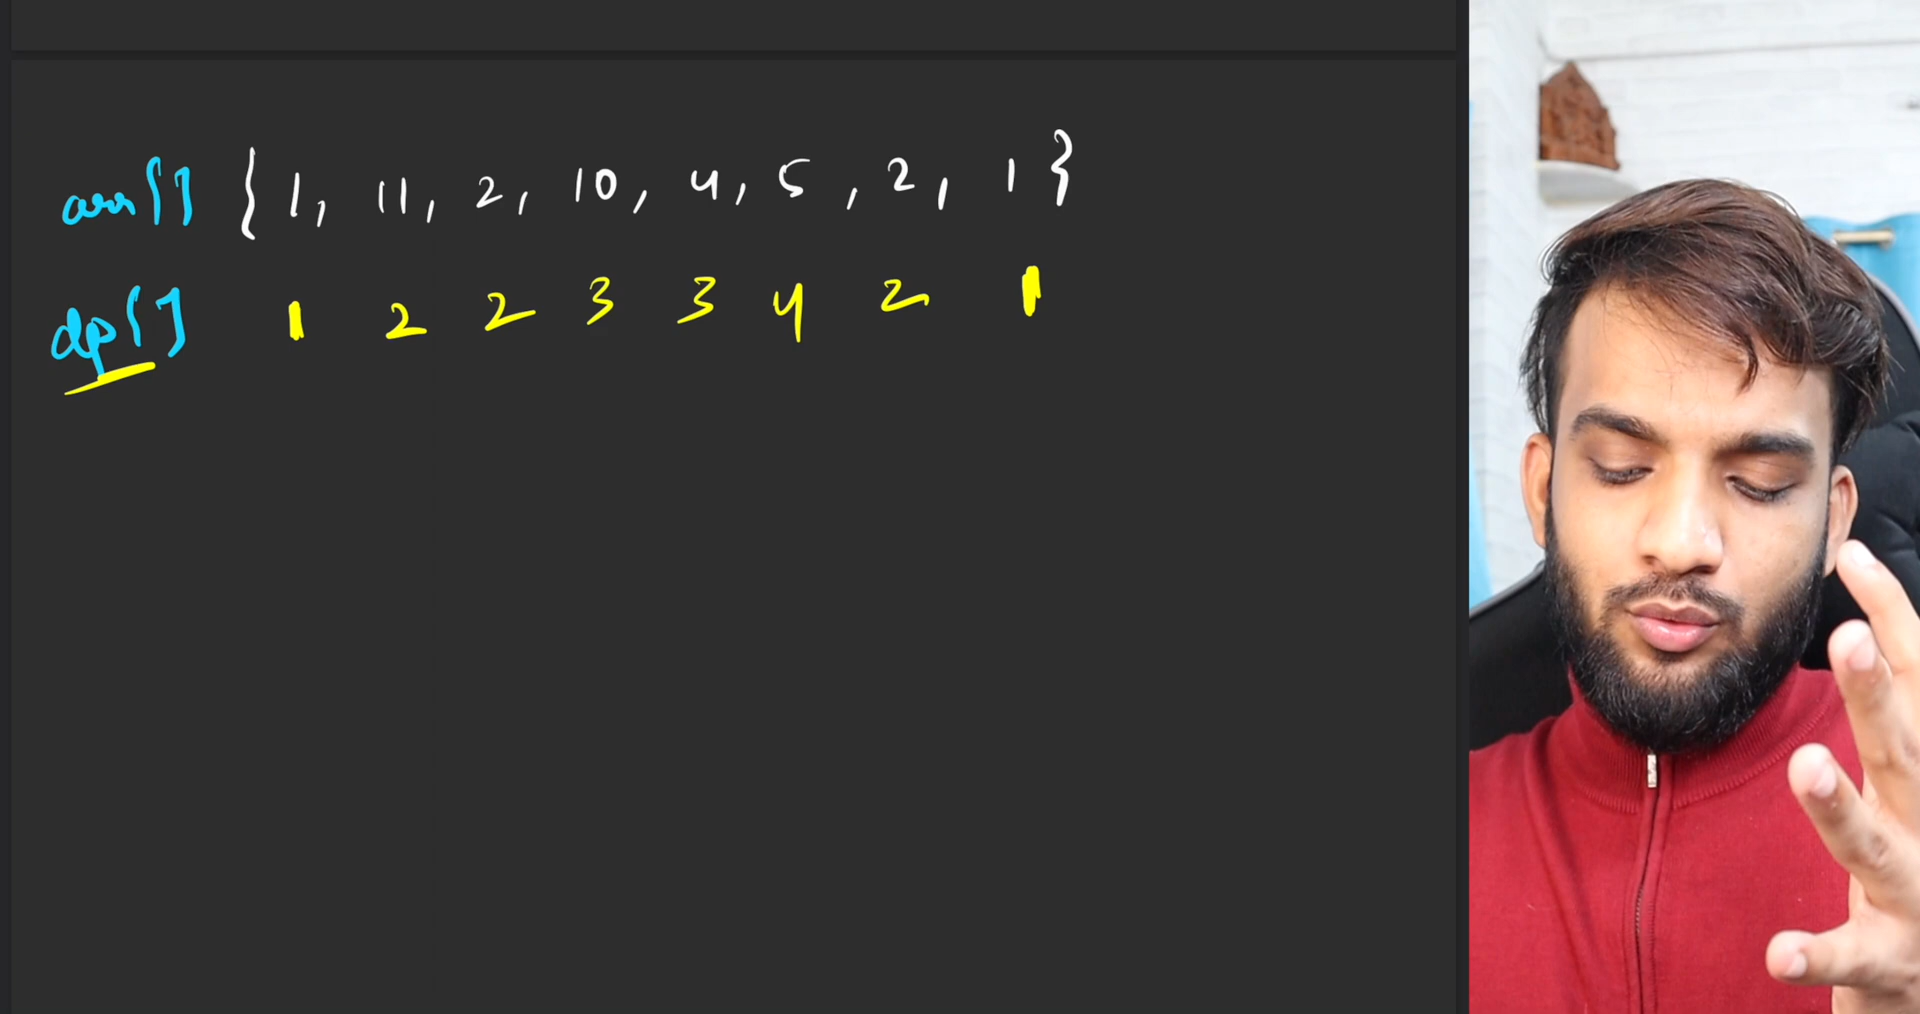 arr[] { 1, 11, 2, 10, 4, 5, 2, 1 }
dp[] 1 2 2 3 3 4 2 1